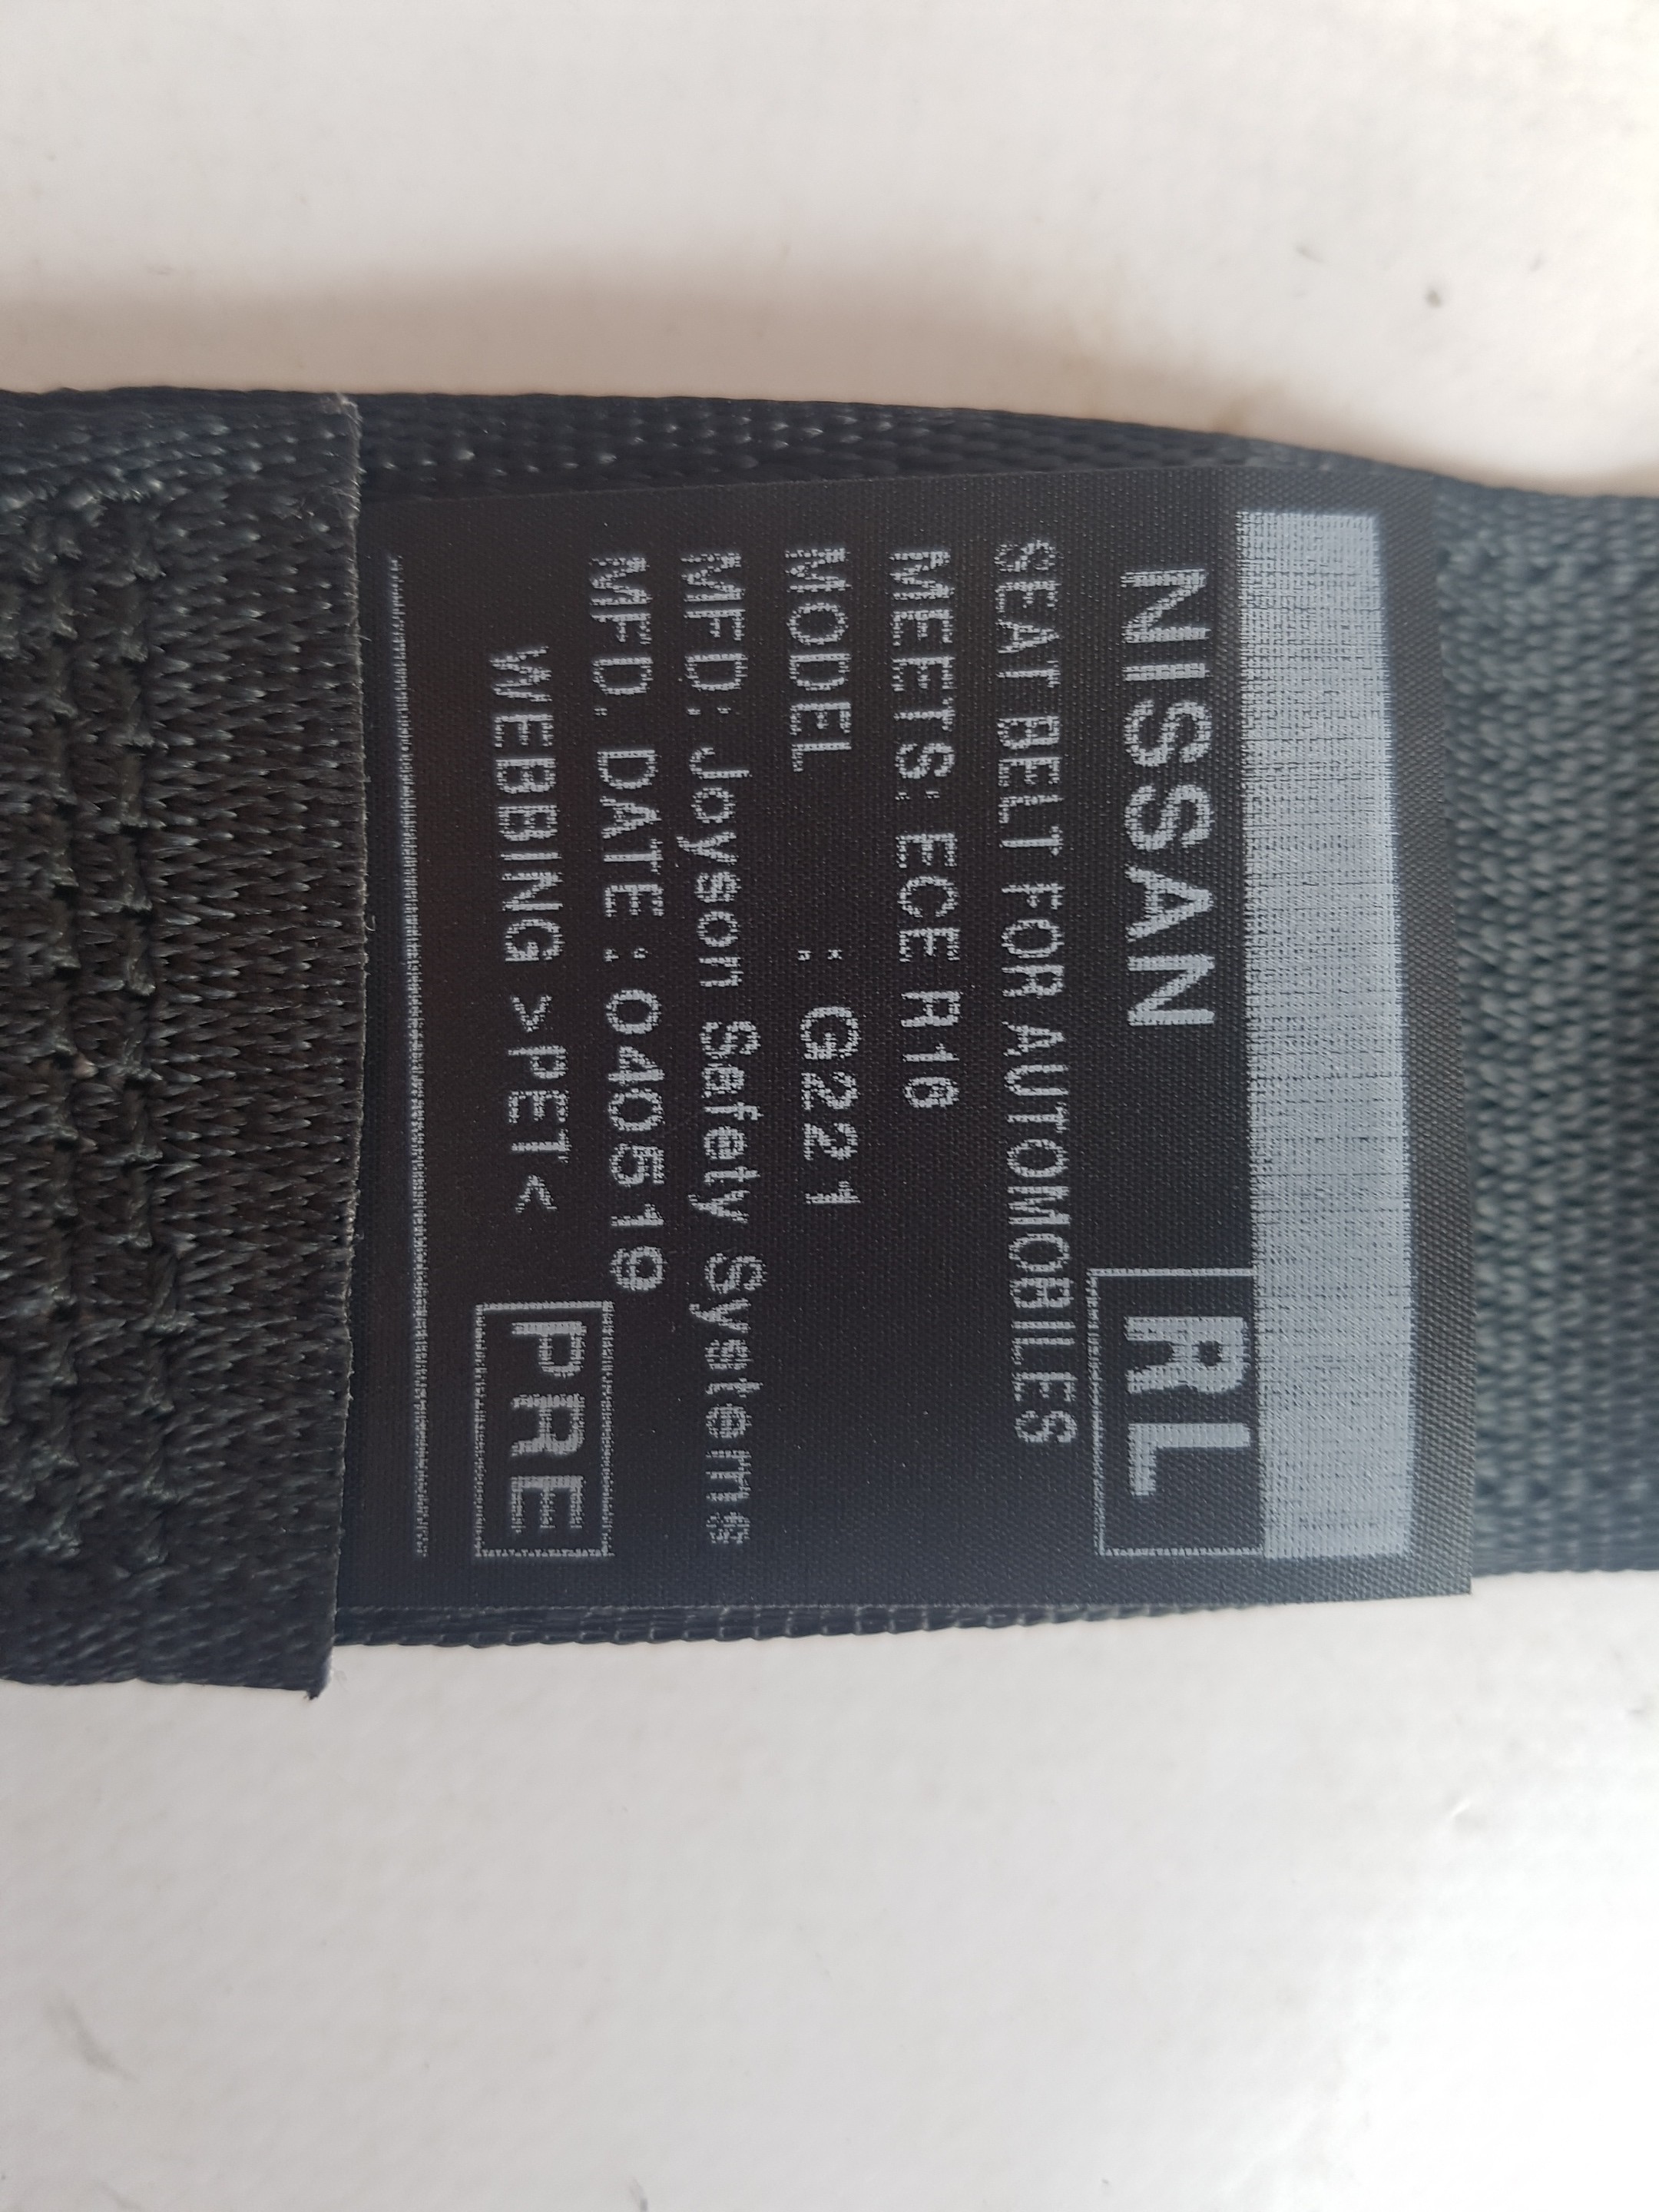 NISSAN RL
SEAT BELT FOR AUTOMOBILES
MEETS: ECE R16
MODEL : G221
MFD: Joyson Safety Systems
MFD. DATE : 040519
WEBBING >PET< PRE